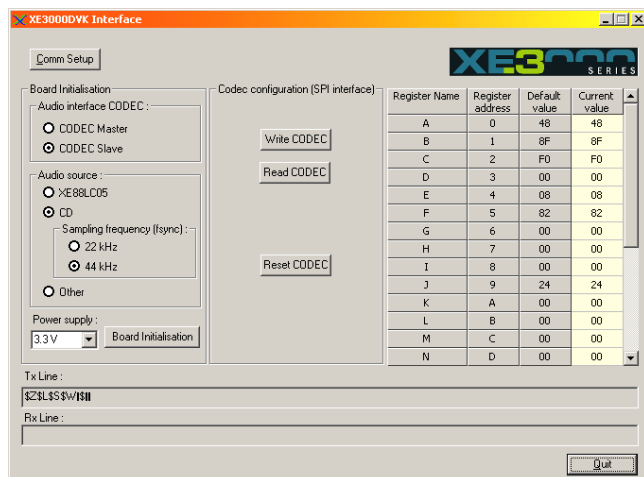 XE3000DVK Interface
Comm Setup
XE3000
SERIES
Board Initialisation
Audio interface CODEC :
CODEC Master
CODEC Slave
Audio source :
XE88LC05
CD
Sampling frequency (fsync) :
22 kHz
44 kHz
Other
Power supply :
3.3 V
Board Initialisation
Codec configuration (SPI interface)
Write CODEC
Read CODEC
Reset CODEC
Register Name Register address Default value Current value
A 0 48 48
B 1 8F 8F
C 2 F0 F0
D 3 00 00
E 4 08 08
F 5 82 82
G 6 00 00
H 7 00 00
I 8 00 00
J 9 24 24
K A 00 00
L B 00 00
M C 00 00
N D 00 00
Tx Line :
Rx Line :
Quit